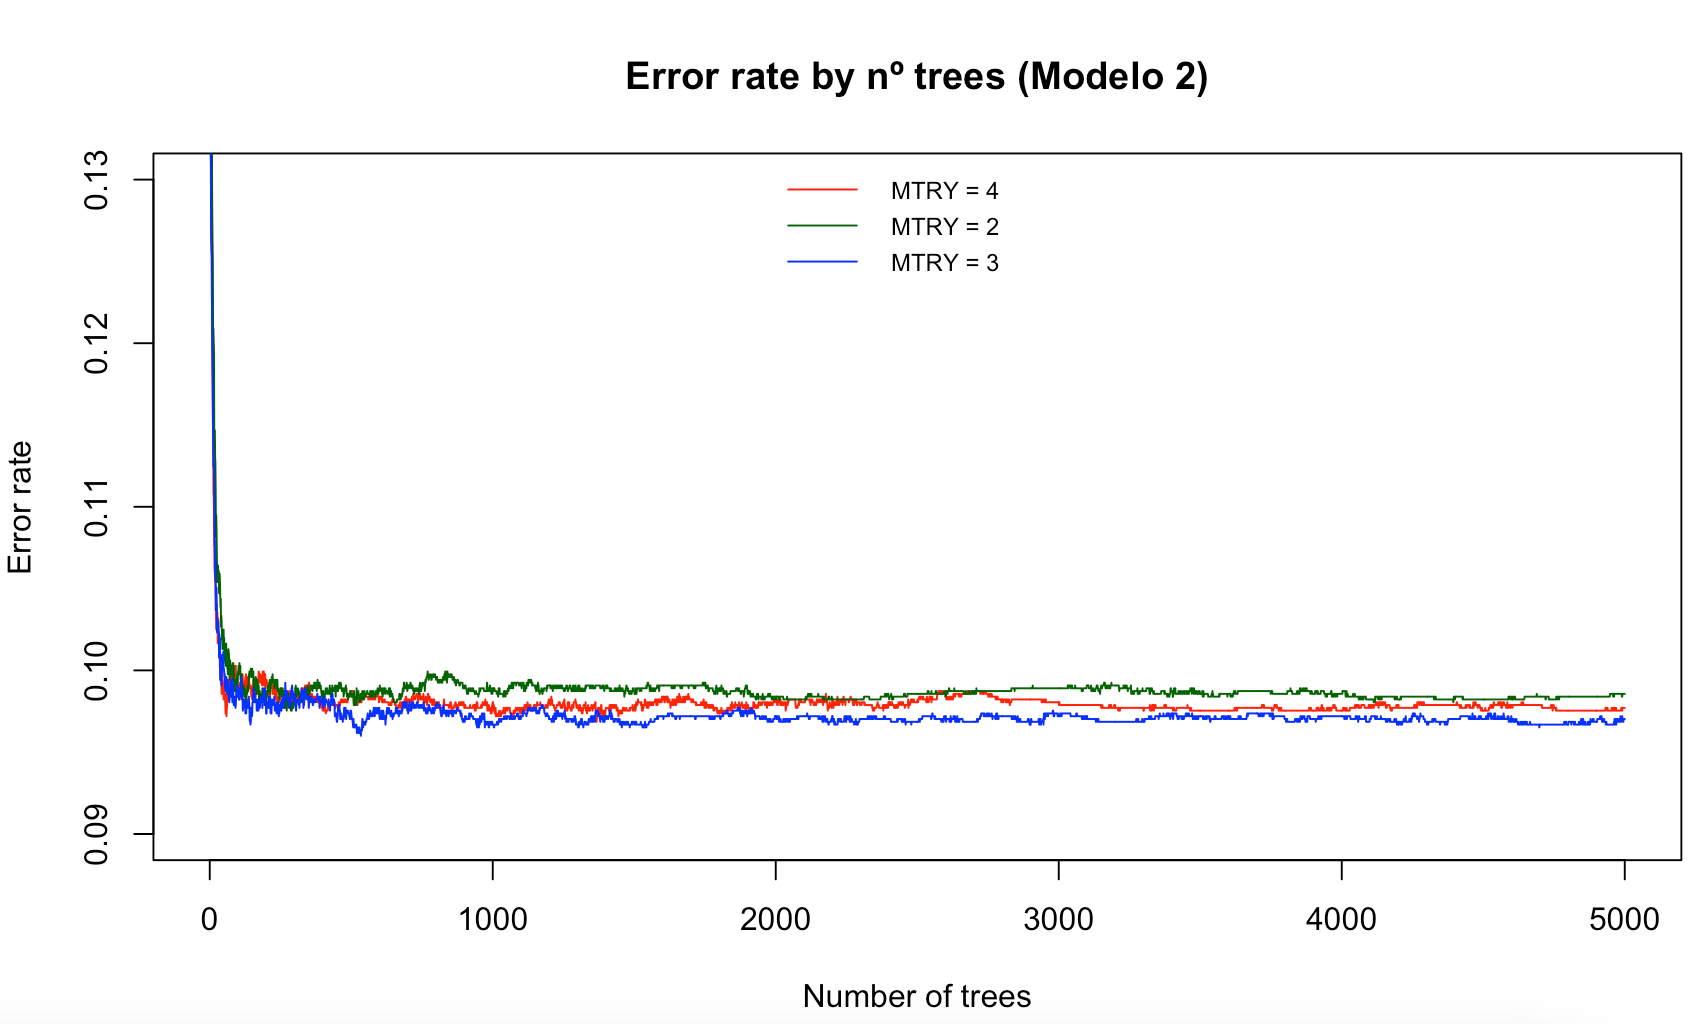 Error rate by nº trees (Modelo 2)
MTRY = 4
MTRY = 2
MTRY = 3
Error rate
0.13
0.12
0.11
0.10
0.09
0 1000 2000 3000 4000 5000
Number of trees